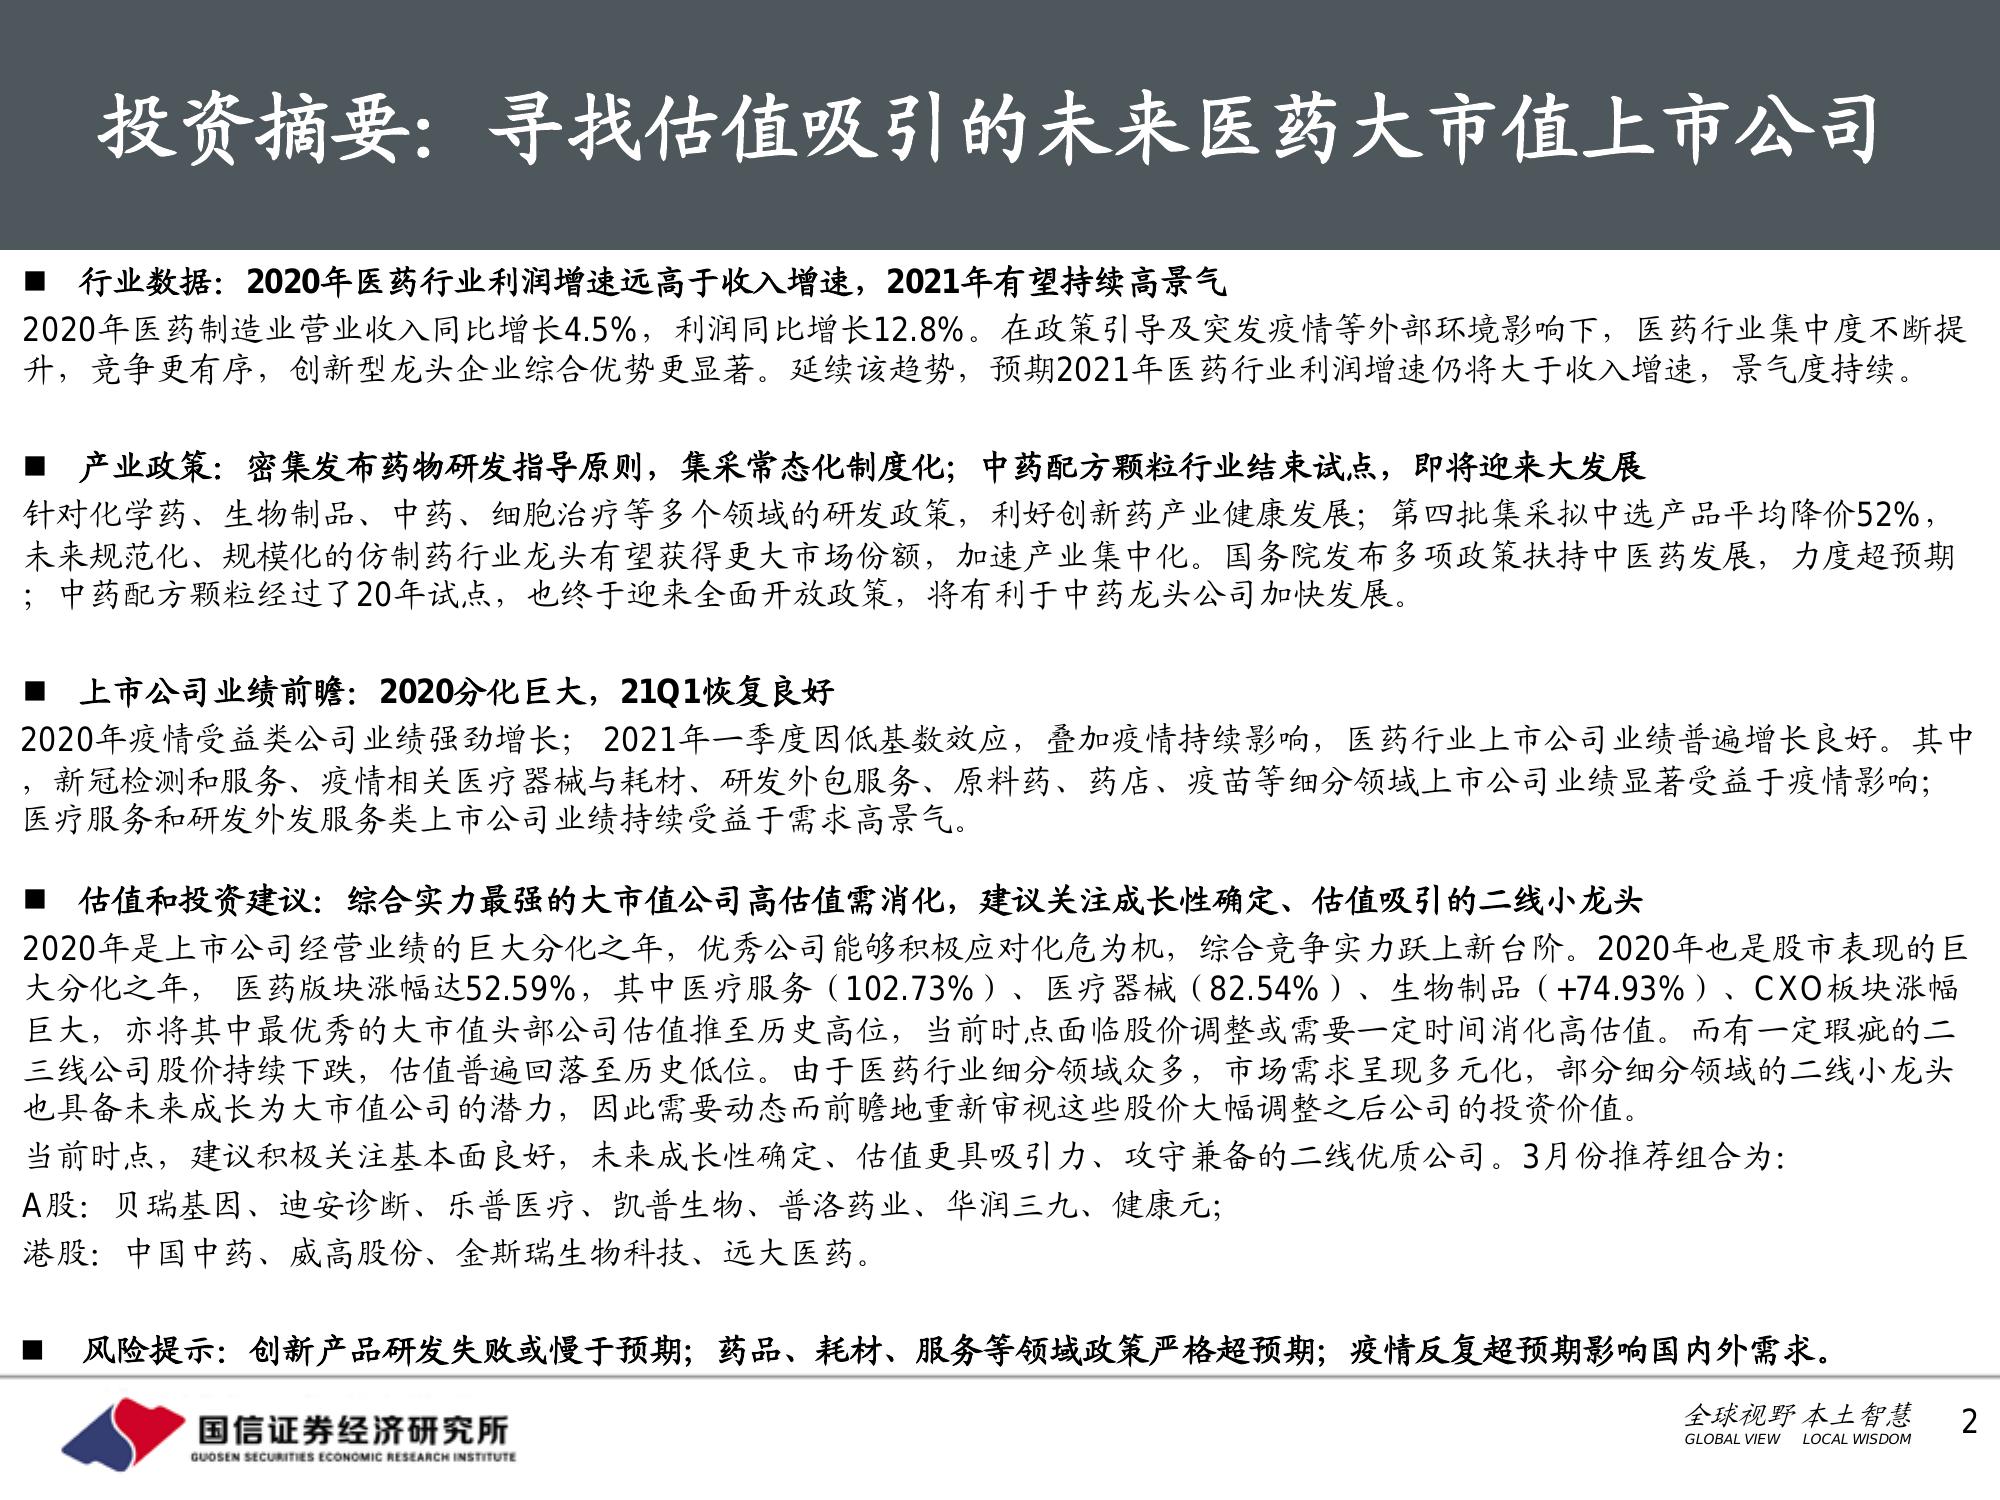 投资摘要：寻找估值吸引的未来医药大市值上市公司
■ 行业数据：2020年医药行业利润增速远高于收入增速，2021年有望持续高景气
2020年医药制造业营业收入同比增长4.5%，利润同比增长12.8%。在政策引导及突发疫情等外部环境影响下，医药行业集中度不断提
升，竞争更有序，创新型龙头企业综合优势更显著。延续该趋势，预期2021年医药行业利润增速仍将大于收入增速，景气度持续。
■ 产业政策：密集发布药物研发指导原则，集采常态化制度化；中药配方颗粒行业结束试点，即将迎来大发展
针对化学药、生物制品、中药、细胞治疗等多个领域的研发政策，利好创新药产业健康发展；第四批集采拟中选产品平均降价52%，
未来规范化、规模化的仿制药行业龙头有望获得更大市场份额，加速产业集中化。国务院发布多项政策扶持中医药发展，力度超预期
；中药配方颗粒经过了20年试点，也终于迎来全面开放政策，将有利于中药龙头公司加快发展。
■ 上市公司业绩前瞻：2020分化巨大，21Q1恢复良好
2020年疫情受益类公司业绩强劲增长； 2021年一季度因低基数效应，叠加疫情持续影响，医药行业上市公司业绩普遍增长良好。其中
，新冠检测和服务、疫情相关医疗器械与耗材、研发外包服务、原料药、药店、疫苗等细分领域上市公司业绩显著受益于疫情影响；
医疗服务和研发外发服务类上市公司业绩持续受益于需求高景气。
■ 估值和投资建议：综合实力最强的大市值公司高估值需消化，建议关注成长性确定、估值吸引的二线小龙头
2020年是上市公司经营业绩的巨大分化之年，优秀公司能够积极应对化危为机，综合竞争实力跃上新台阶。2020年也是股市表现的巨
大分化之年， 医药版块涨幅达52.59%，其中医疗服务（102.73%）、医疗器械（82.54%）、生物制品（+74.93%）、CXO板块涨幅
巨大，亦将其中最优秀的大市值头部公司估值推至历史高位，当前时点面临股价调整或需要一定时间消化高估值。而有一定瑕疵的二
三线公司股价持续下跌，估值普遍回落至历史低位。由于医药行业细分领域众多，市场需求呈现多元化，部分细分领域的二线小龙头
也具备未来成长为大市值公司的潜力，因此需要动态而前瞻地重新审视这些股价大幅调整之后公司的投资价值。
当前时点，建议积极关注基本面良好，未来成长性确定、估值更具吸引力、攻守兼备的二线优质公司。3月份推荐组合为：
A股：贝瑞基因、迪安诊断、乐普医疗、凯普生物、普洛药业、华润三九、健康元；
港股：中国中药、威高股份、金斯瑞生物科技、远大医药。
■ 风险提示：创新产品研发失败或慢于预期；药品、耗材、服务等领域政策严格超预期；疫情反复超预期影响国内外需求。
国信证券经济研究所
GUOSEN SECURITIES ECONOMIC RESEARCH INSTITUTE
全球视野 本土智慧
GLOBAL VIEW LOCAL WISDOM
2